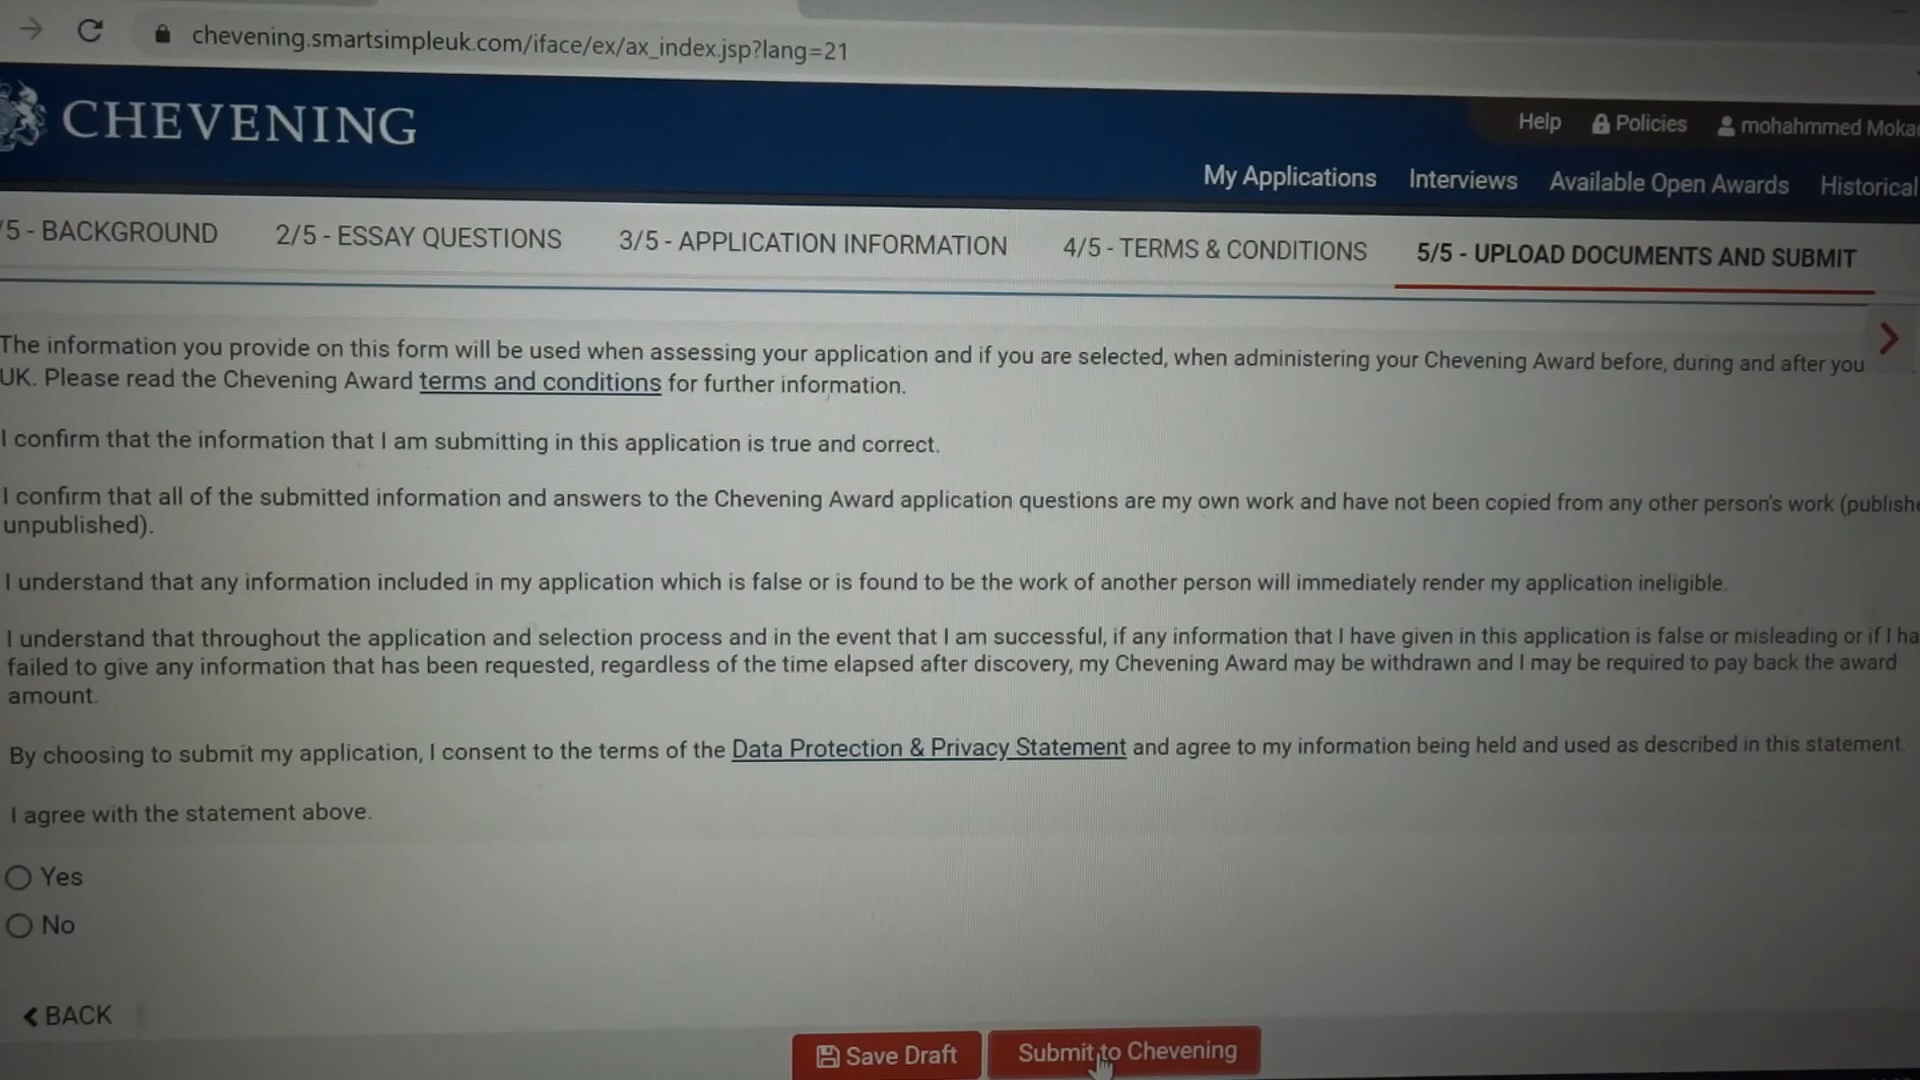 chevening.smartsimpleuk.com/iface/ex/ax_index.jsp?lang=21
CHEVENING
Help Policies mohahmmed
My Applications Interviews Available Open Awards Historical
/5 - BACKGROUND 2/5 - ESSAY QUESTIONS 3/5 - APPLICATION INFORMATION 4/5 - TERMS & CONDITIONS 5/5 - UPLOAD DOCUMENTS AND SUBMIT
The information you provide on this form will be used when assessing your application and if you are selected, when administering your Chevening Award before, during and after you
UK. Please read the Chevening Award terms and conditions for further information.
I confirm that the information that I am submitting in this application is true and correct.
I confirm that all of the submitted information and answers to the Chevening Award application questions are my own work and have not been copied from any other person's work (publishe
unpublished).
I understand that any information included in my application which is false or is found to be the work of another person will immediately render my application ineligible.
I understand that throughout the application and selection process and in the event that I am successful, if any information that I have given in this application is false or misleading or if I ha
failed to give any information that has been requested, regardless of the time elapsed after discovery, my Chevening Award may be withdrawn and I may be required to pay back the award
amount.
By choosing to submit my application, I consent to the terms of the Data Protection & Privacy Statement and agree to my information being held and used as described in this statement.
I agree with the statement above.
Yes
No
BACK
Save Draft Submit to Chevening